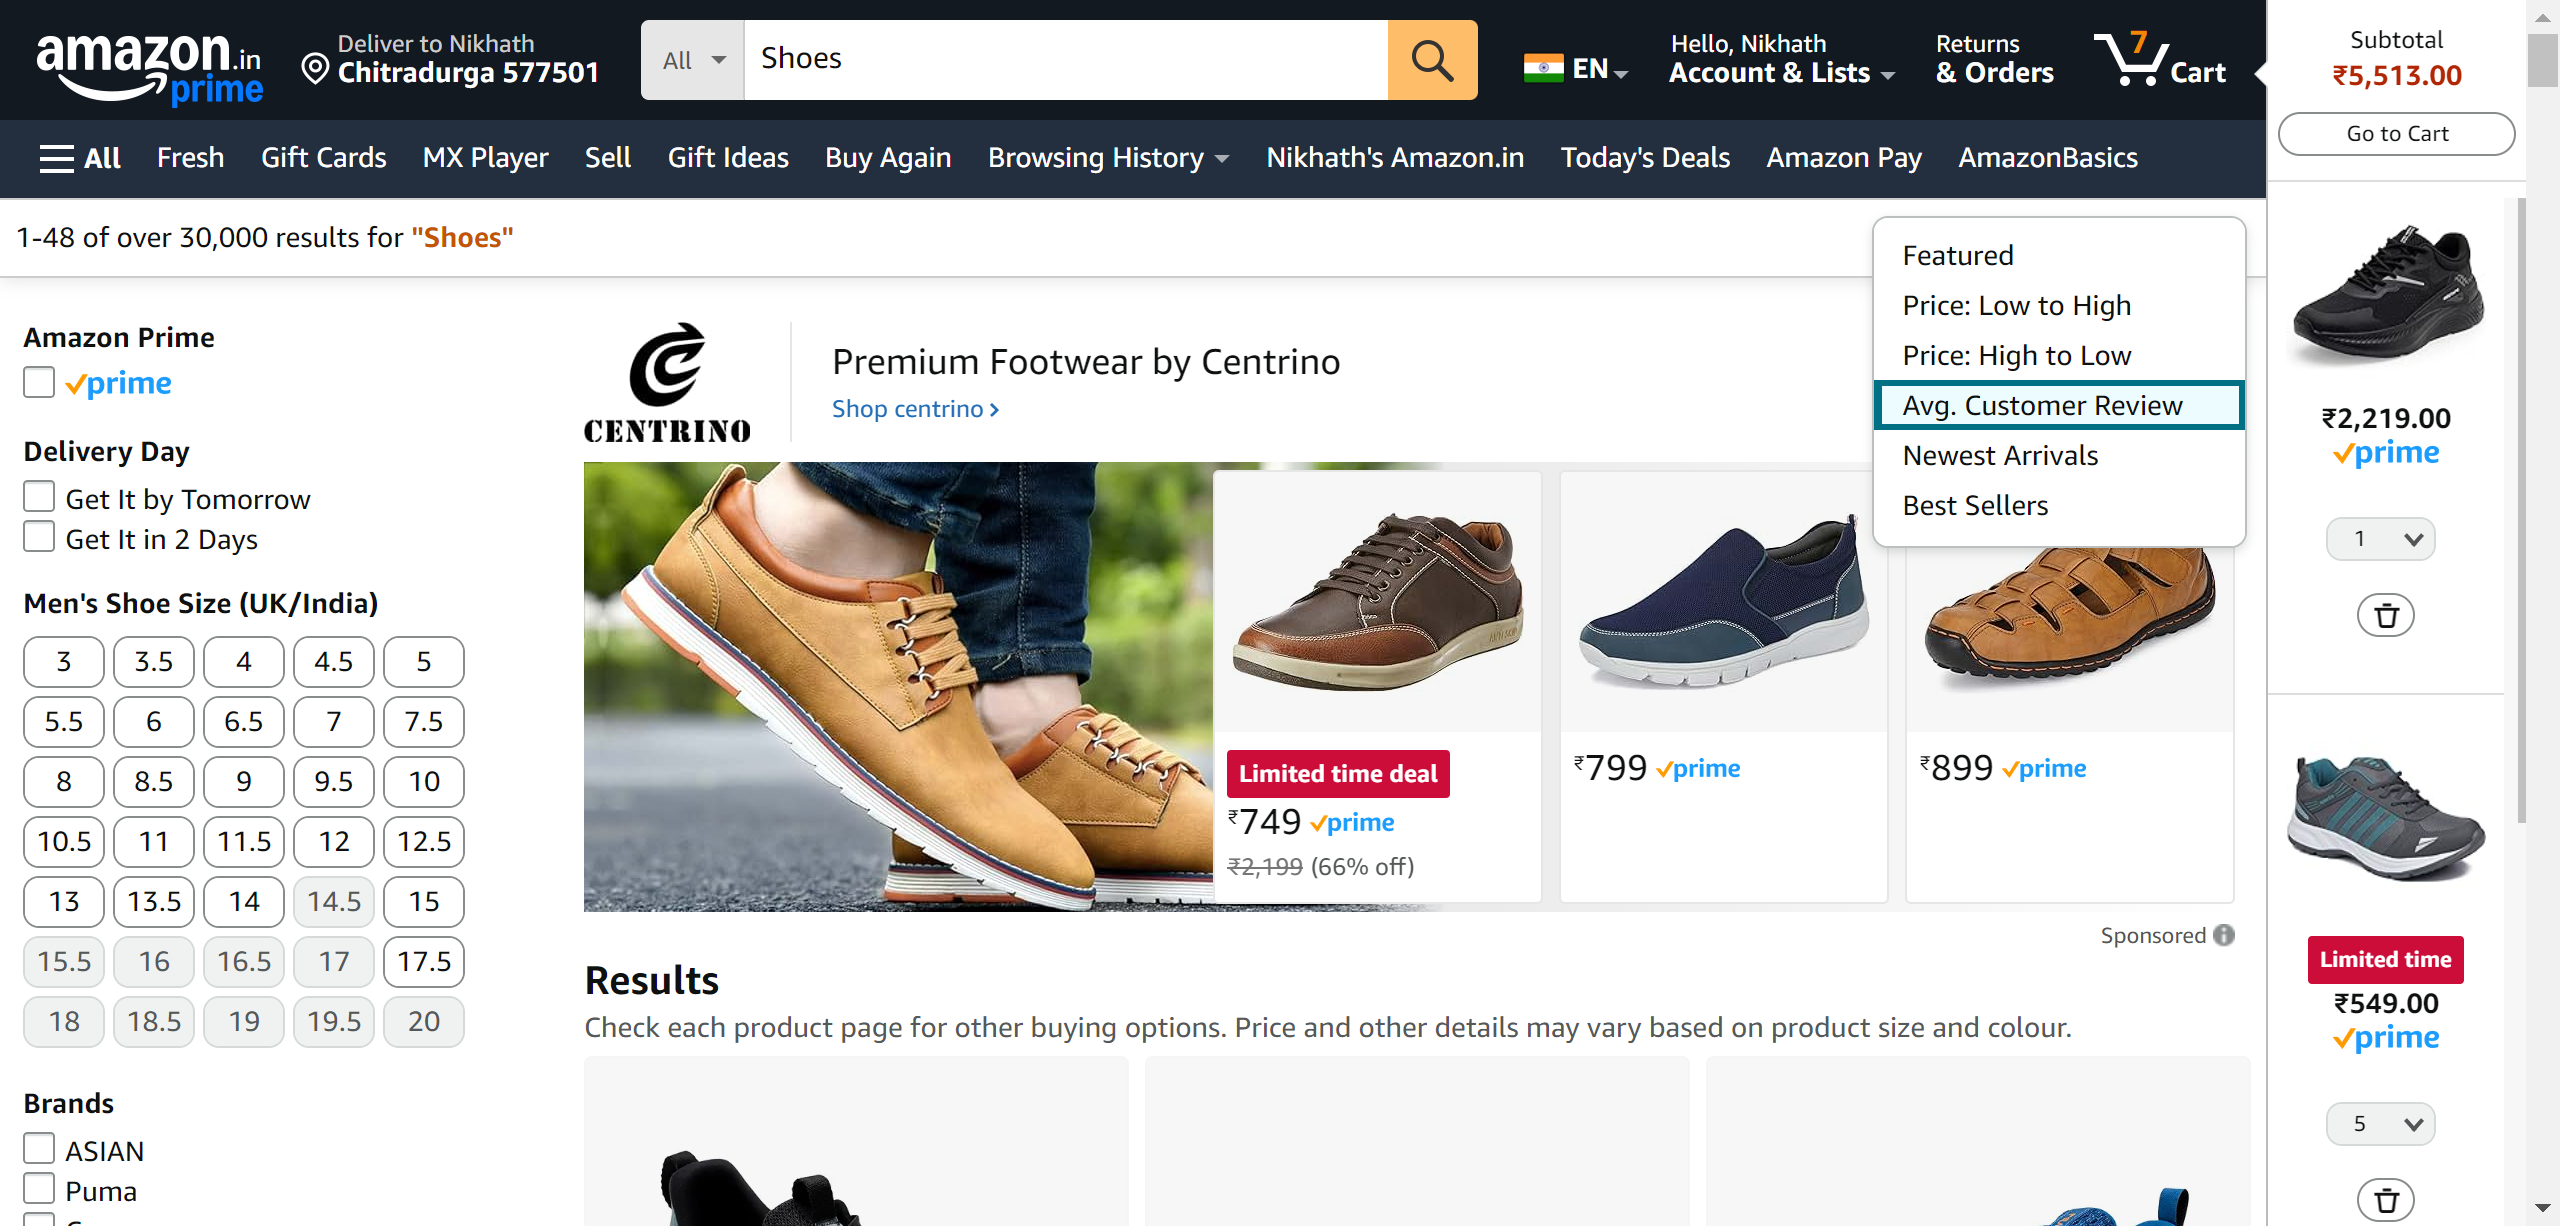 amazon.in
prime
Deliver to Nikhath
Chitradurga 577501
All
Shoes
EN
Hello, Nikhath
Account & Lists
Returns
& Orders
7
Cart
Subtotal
₹5,513.00
Go to Cart
All
Fresh
Gift Cards
MX Player
Sell
Gift Ideas
Buy Again
Browsing History
Nikhath's Amazon.in
Today's Deals
Amazon Pay
AmazonBasics
1-48 of over 30,000 results for "Shoes"
Featured
Price: Low to High
Price: High to Low
Avg. Customer Review
Newest Arrivals
Best Sellers
Amazon Prime
prime
Delivery Day
Get It by Tomorrow
Get It in 2 Days
Men's Shoe Size (UK/India)
3 3.5 4 4.5 5
5.5 6 6.5 7 7.5
8 8.5 9 9.5 10
10.5 11 11.5 12 12.5
13 13.5 14 14.5 15
15.5 16 16.5 17 17.5
18 18.5 19 19.5 20
Brands
ASIAN
Puma
CENTRINO
Premium Footwear by Centrino
Shop centrino
Limited time deal
₹749 prime
₹2,199 (66% off)
₹799 prime
₹899 prime
Sponsored
Results
Check each product page for other buying options. Price and other details may vary based on product size and colour.
₹2,219.00
prime
1
Limited time
₹549.00
prime
5